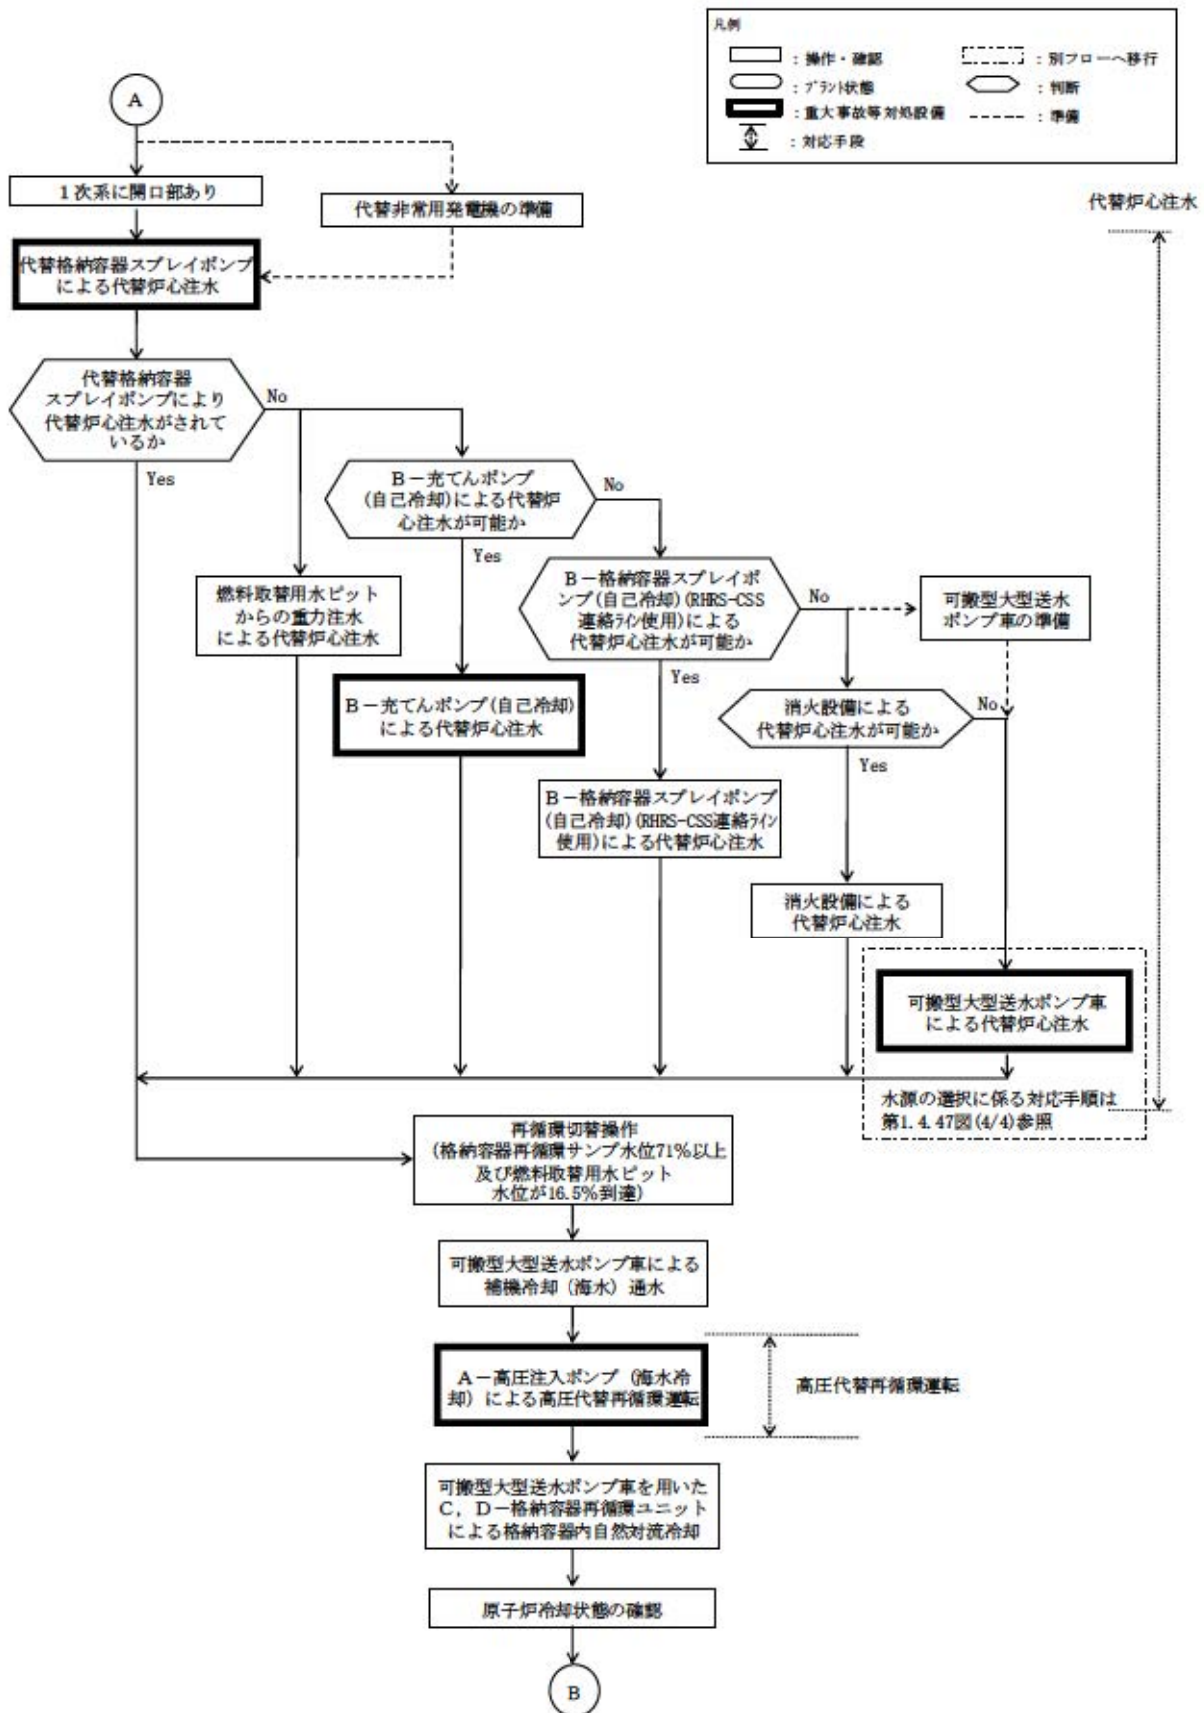 凡例
：操作・確認
：別フローへ移行
：プラント状態
：判断
：重大事故等対処設備
：準備
：対応手段
A
1次系に開口部あり
代替非常用発電機の準備
代替炉心注水
代替格納容器スプレイポンプ
による代替炉心注水
代替格納容器
スプレイポンプにより
代替炉心注水がされて
いるか
No
Yes
B－充てんポンプ
(自己冷却)による代替炉
心注水が可能か
No
Yes
燃料取替用水ピット
からの重力注水
による代替炉心注水
B－格納容器スプレイポ
ンプ(自己冷却)(RHRS-CSS
連絡ライン使用)による
代替炉心注水が可能か
No
Yes
可搬型大型送水
ポンプ車の準備
B－充てんポンプ(自己冷却)
による代替炉心注水
消火設備による
代替炉心注水が可能か
No
Yes
B－格納容器スプレイポンプ
(自己冷却)(RHRS-CSS連絡ライン
使用)による代替炉心注水
消火設備による
代替炉心注水
可搬型大型送水ポンプ車
による代替炉心注水
水源の選択に係る対応手順は
第1.4.47図(4/4)参照
再循環切替操作
(格納容器再循環サンプ水位71%以上
及び燃料取替用水ピット
水位が16.5%到達)
可搬型大型送水ポンプ車による
補機冷却（海水）通水
A－高圧注入ポンプ（海水冷
却）による高圧代替再循環運転
高圧代替再循環運転
可搬型大型送水ポンプ車を用いた
C，D－格納容器再循環ユニット
による格納容器内自然対流冷却
原子炉冷却状態の確認
B